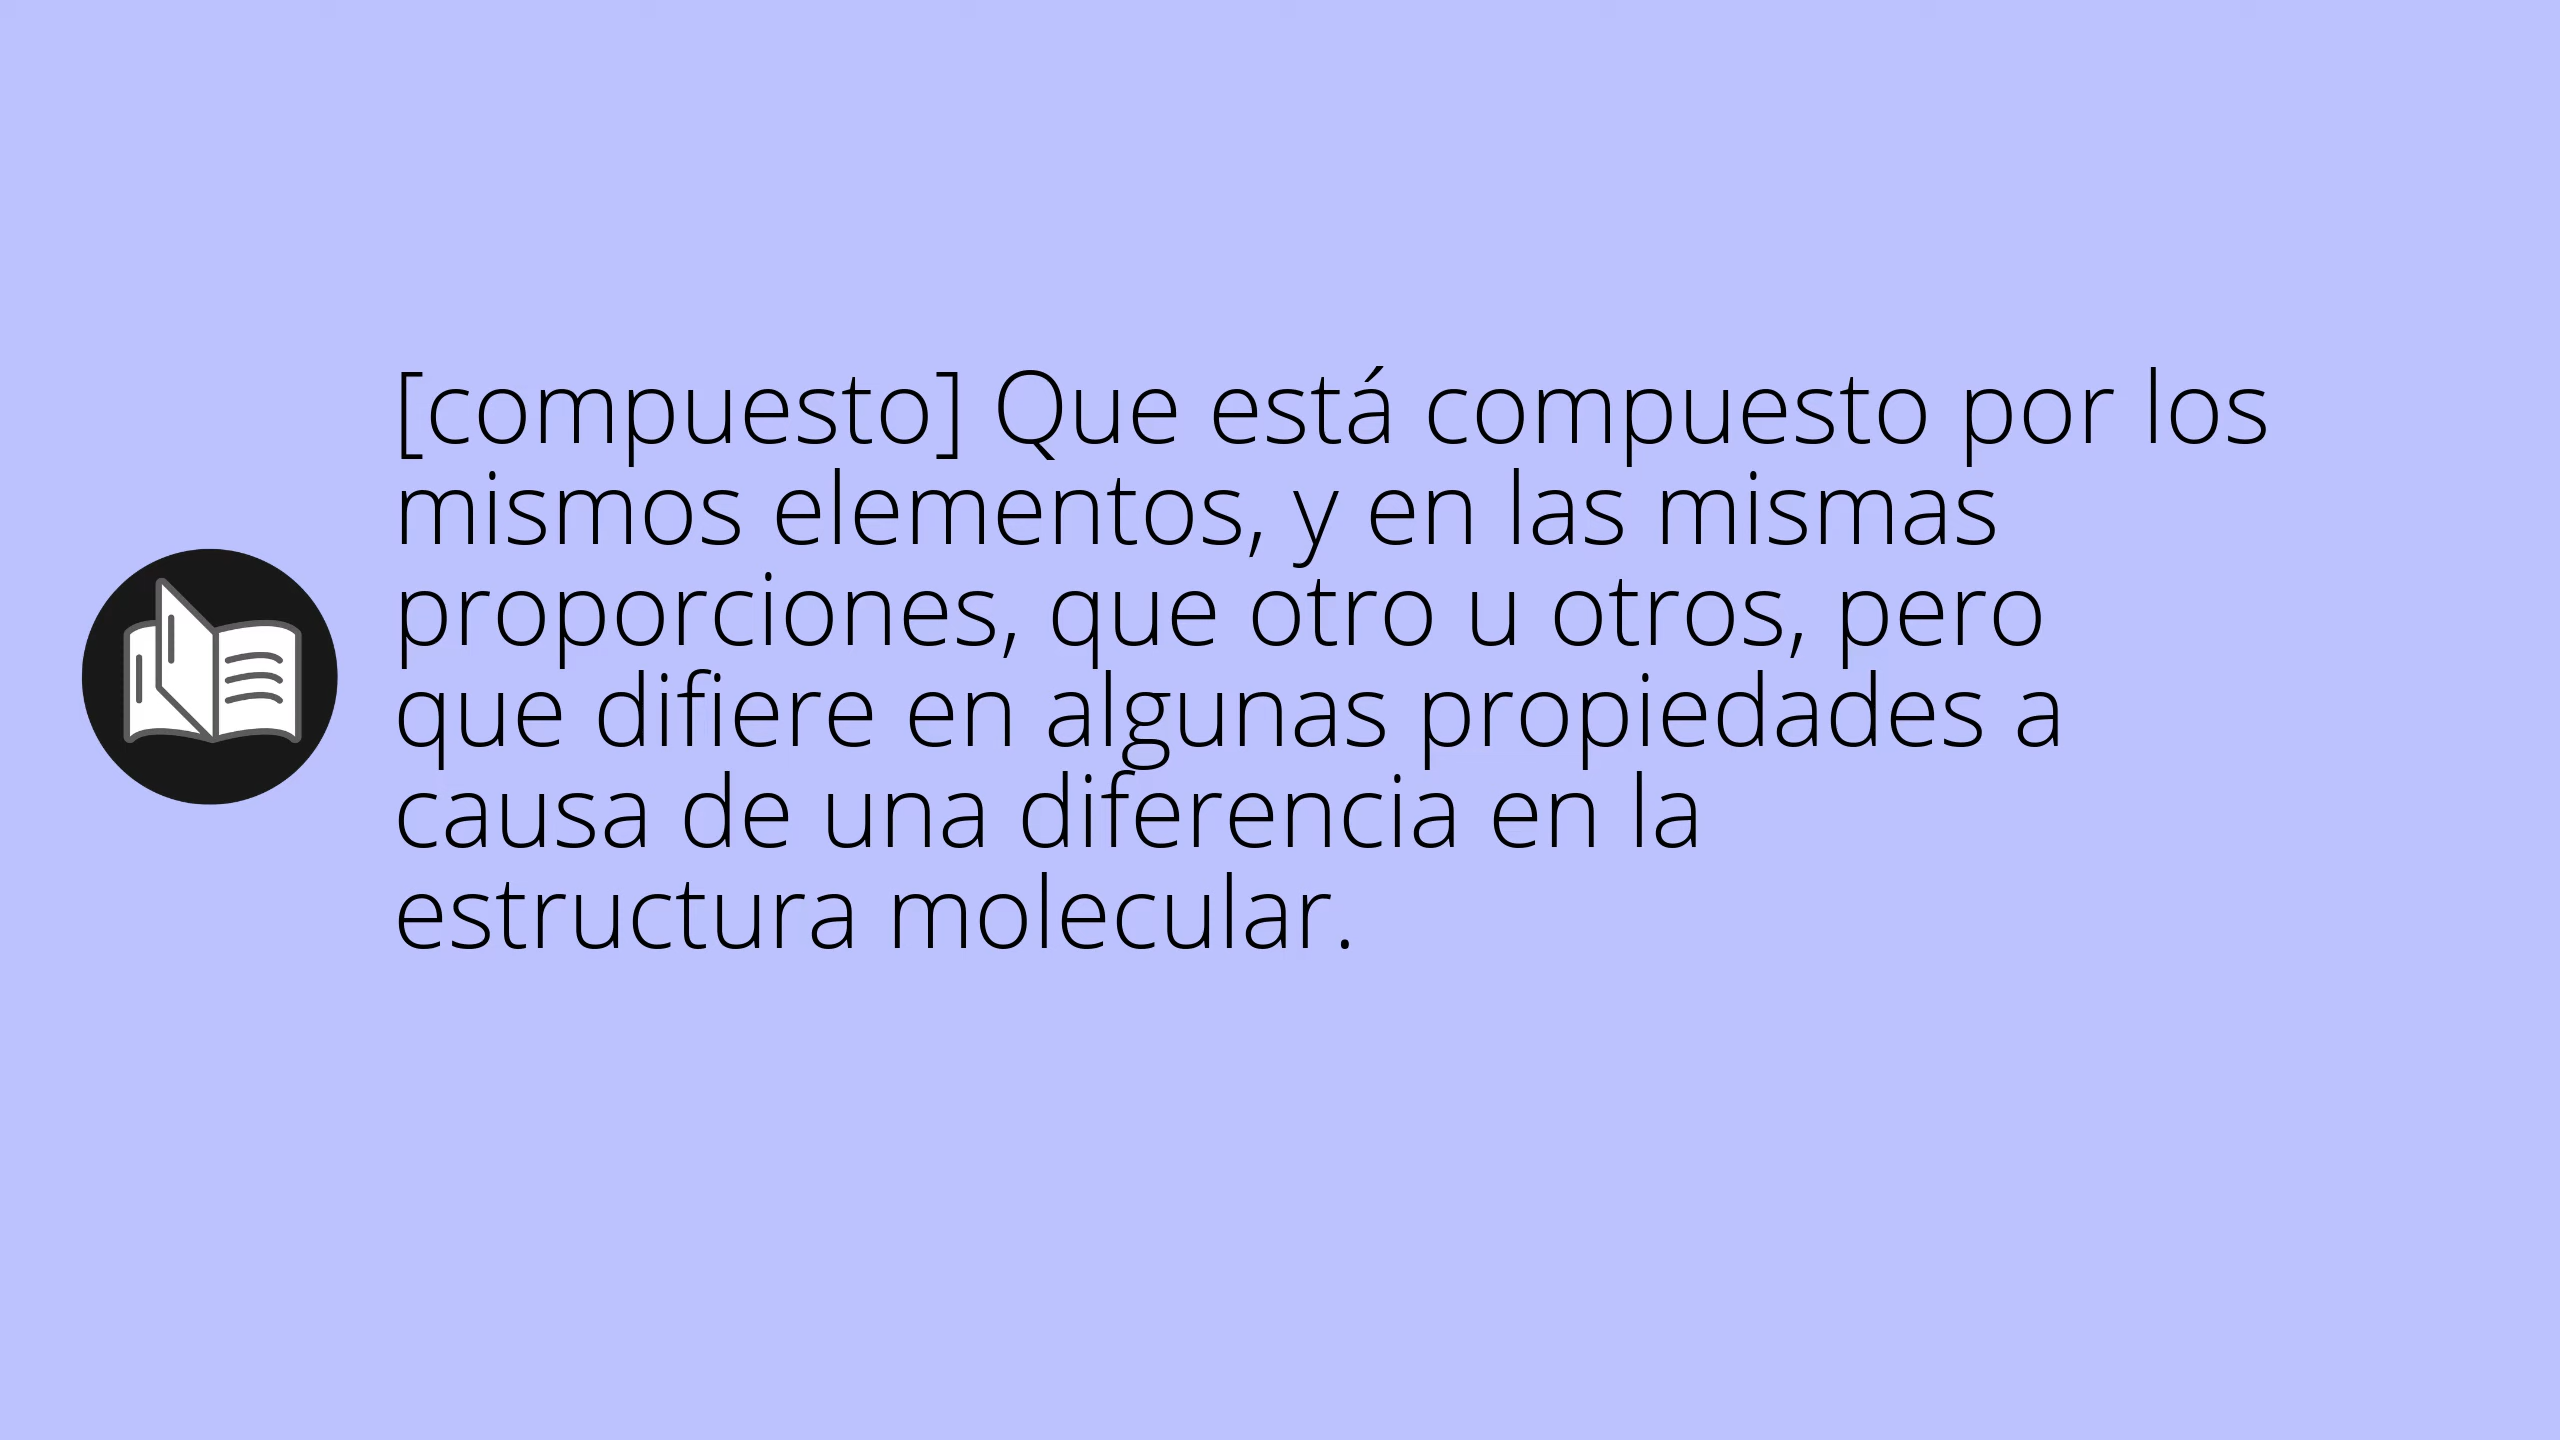 [compuesto] Que está compuesto por los
mismos elementos, y en las mismas
proporciones, que otro u otros, pero
que difiere en algunas propiedades a
causa de una diferencia en la
estructura molecular.